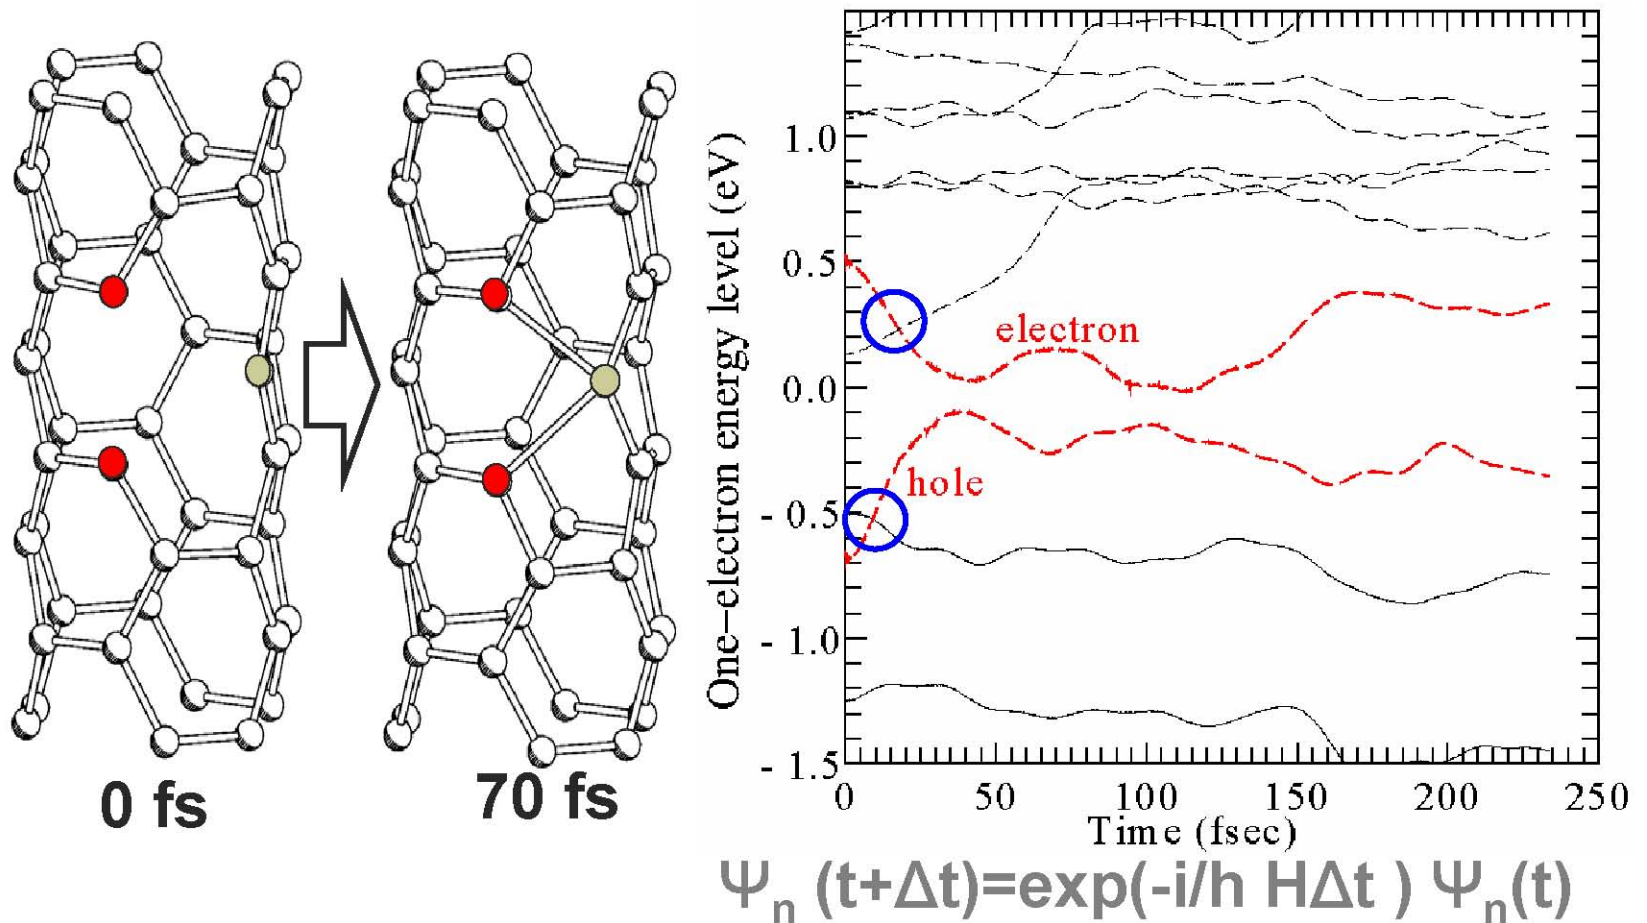 0 fs
70 fs
One-electron energy level (eV)
1.0
0.5
0.0
- 0.5
- 1.0
- 1.5
electron
hole
0 50 100 150 200 250
Time (fsec)
Ψn (t+Δt)=exp(-i/h HΔt ) Ψn(t)